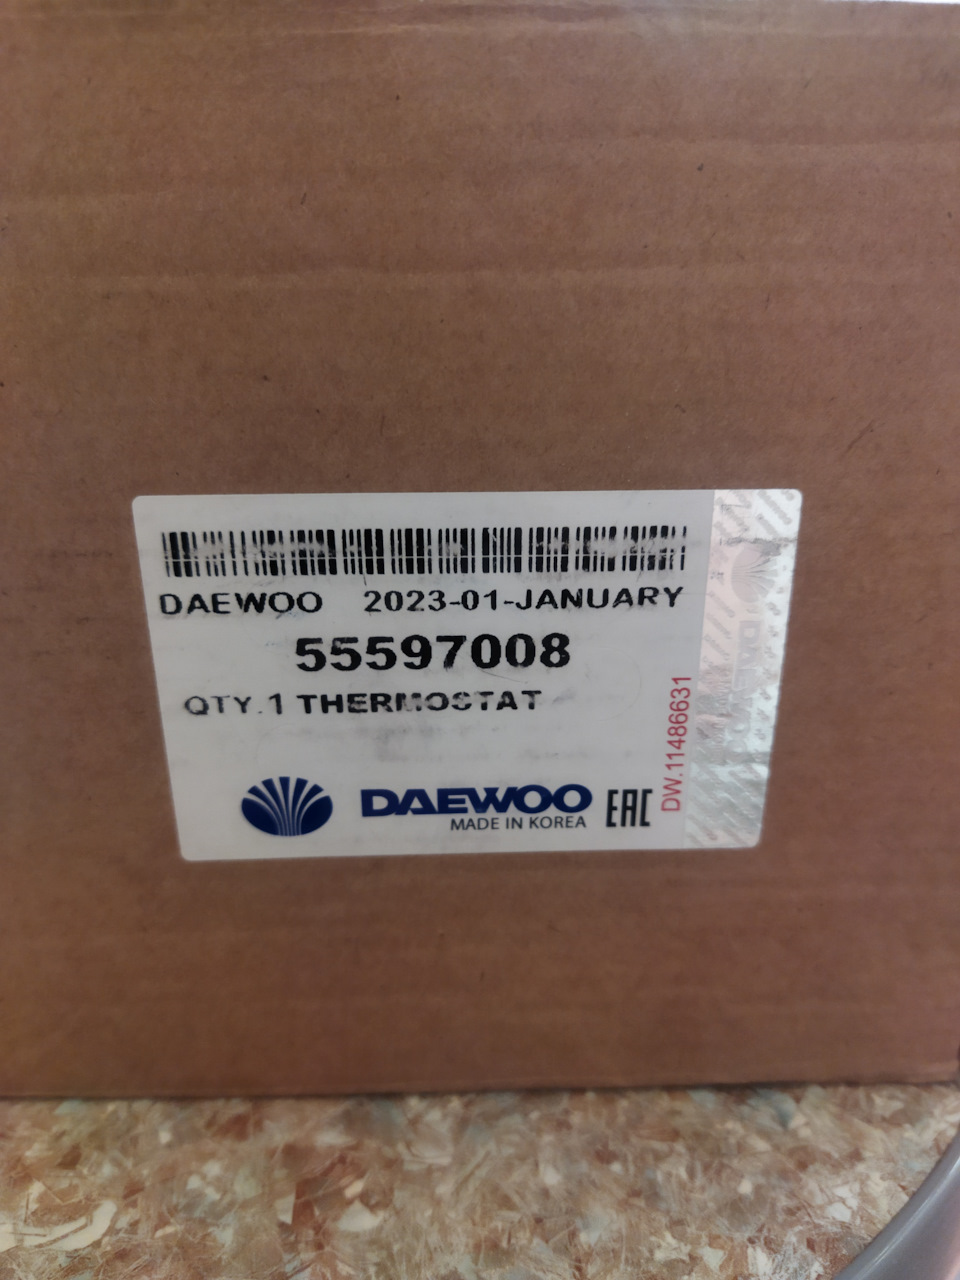 DAEWOO 2023-01-JANUARY
55597008
QTY.1 THERMOSTAT
DAEWOO
MADE IN KOREA
EAC
DW.11486631